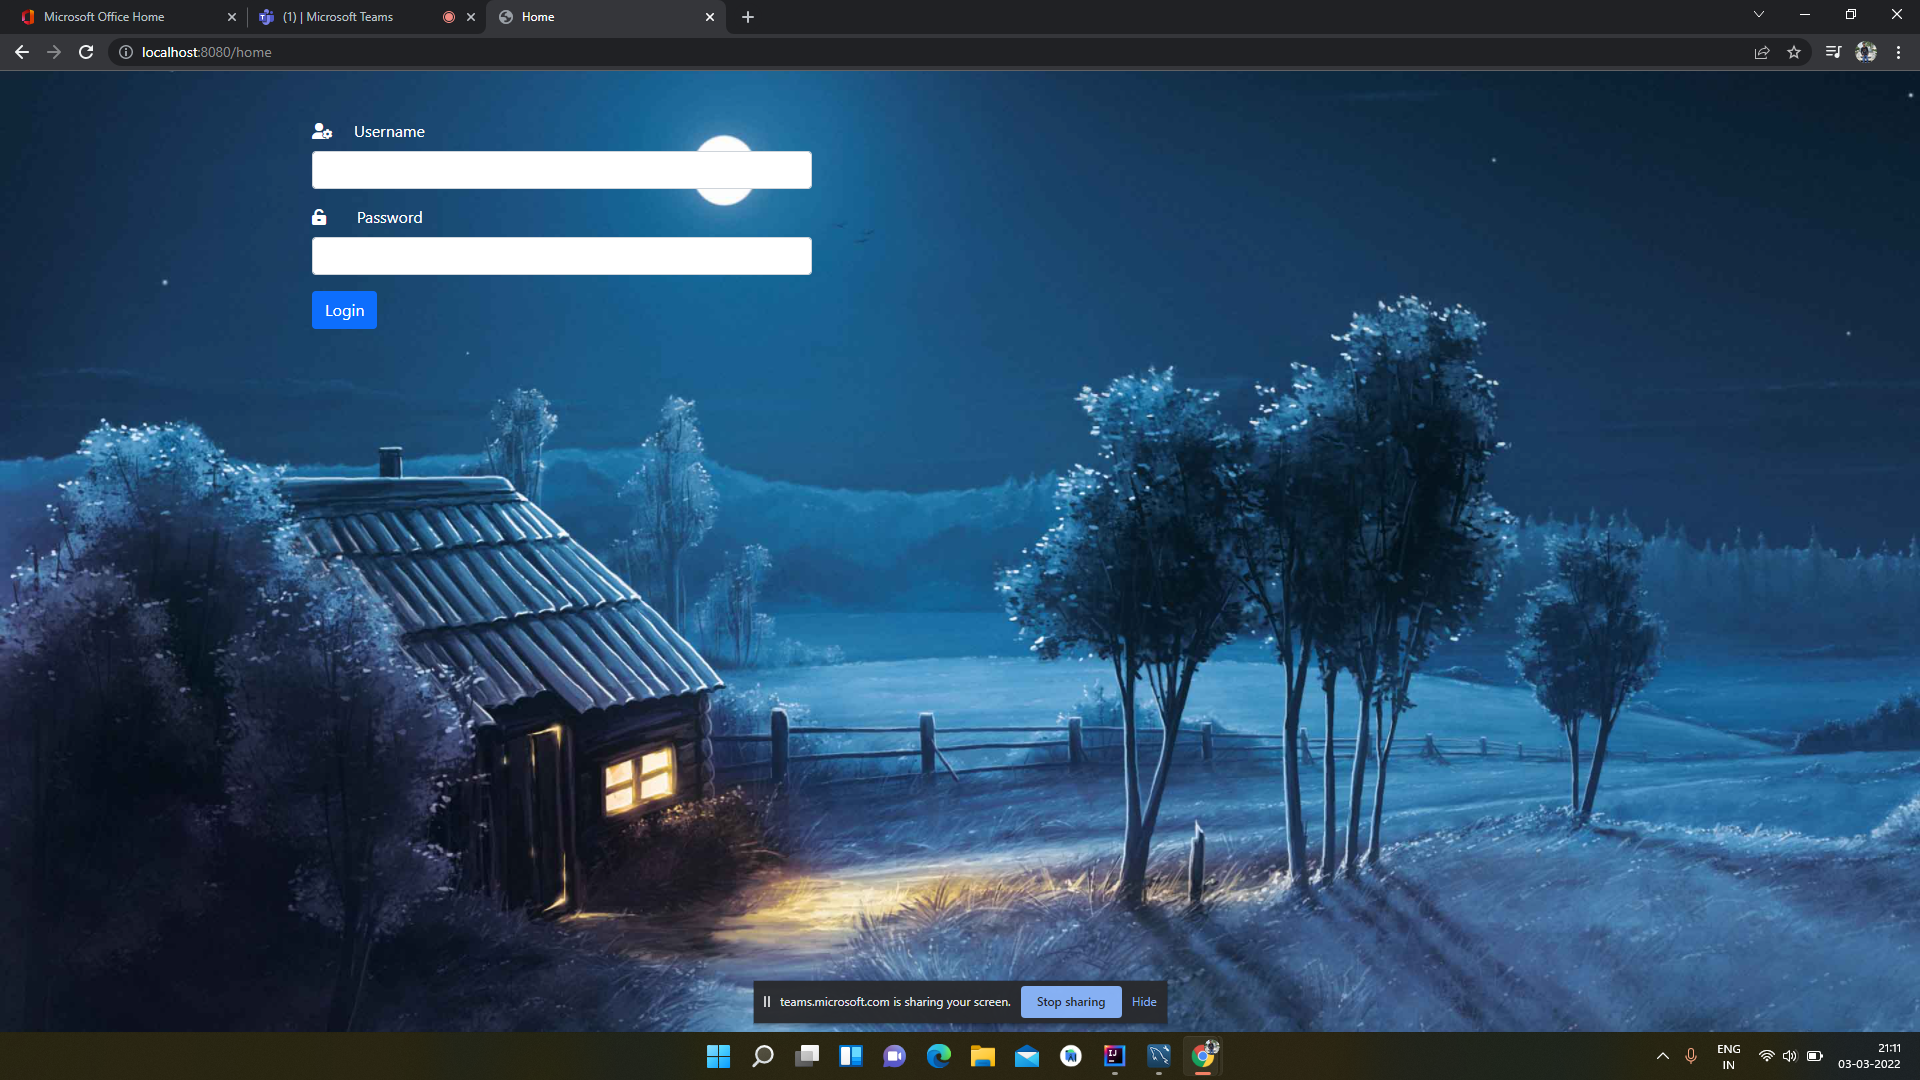 Microsoft Office Home
(1) | Microsoft Teams
Home
localhost:8080/home
Username
Password
Login
teams.microsoft.com is sharing your screen.
Stop sharing
Hide
ENG
IN
21:11
03-03-2022